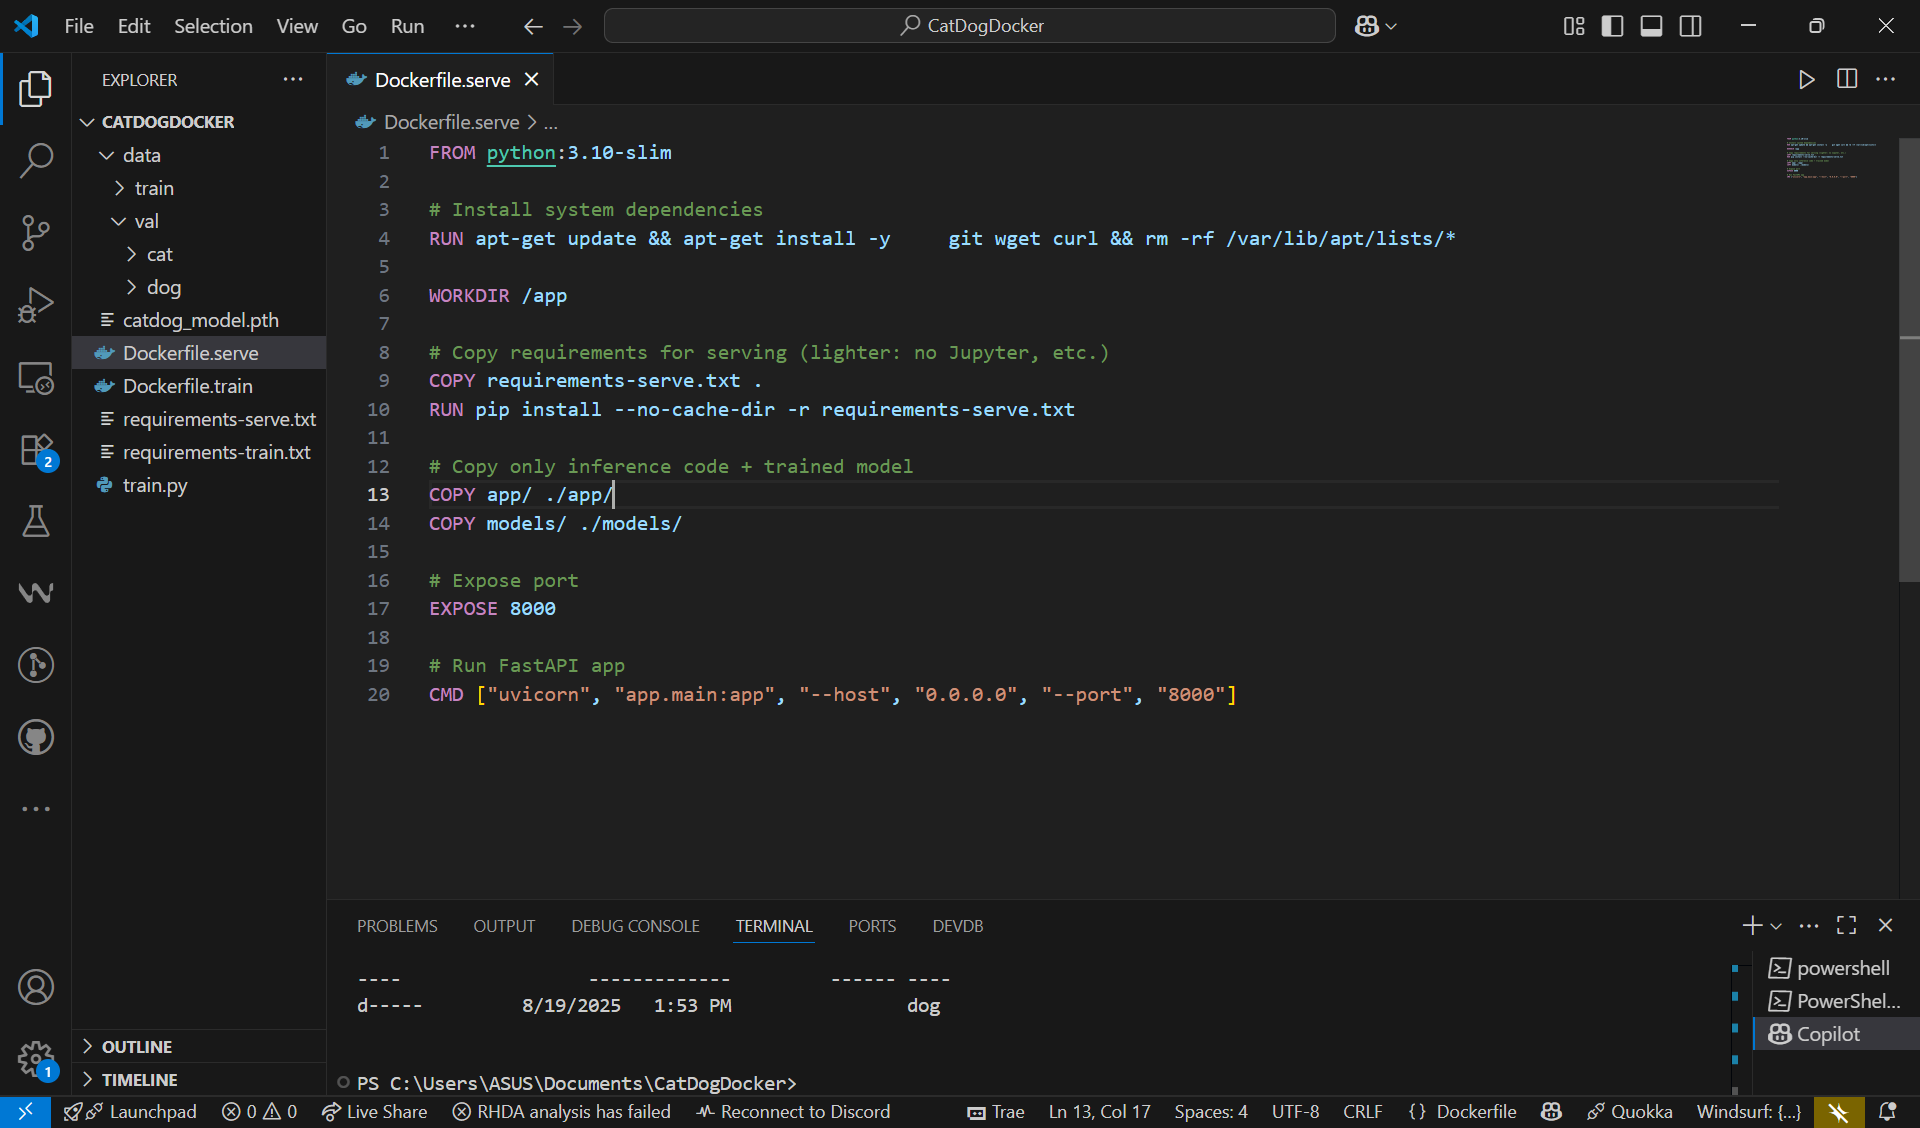 File Edit Selection View Go Run ··· CatDogDocker
EXPLORER
CATDOGDOCKER
data
train
val
cat
dog
catdog_model.pth
Dockerfile.serve
Dockerfile.train
requirements-serve.txt
requirements-train.txt
train.py
OUTLINE
TIMELINE
2
1
Dockerfile.serve
Dockerfile.serve > ...
1 FROM python:3.10-slim
2
3 # Install system dependencies
4 RUN apt-get update && apt-get install -y     git wget curl && rm -rf /var/lib/apt/lists/*
5
6 WORKDIR /app
7
8 # Copy requirements for serving (lighter: no Jupyter, etc.)
9 COPY requirements-serve.txt .
10 RUN pip install --no-cache-dir -r requirements-serve.txt
11
12 # Copy only inference code + trained model
13 COPY app/ ./app/
14 COPY models/ ./models/
15
16 # Expose port
17 EXPOSE 8000
18
19 # Run FastAPI app
20 CMD ["uvicorn", "app.main:app", "--host", "0.0.0.0", "--port", "8000"]
PROBLEMS OUTPUT DEBUG CONSOLE TERMINAL PORTS DEVDB
---- ------------- ------ ----
d----- 8/19/2025 1:53 PM dog
PS C:\Users\ASUS\Documents\CatDogDocker>
powershell
PowerShel...
Copilot
Launchpad 0 0 Live Share RHDA analysis has failed Reconnect to Discord Trae Ln 13, Col 17 Spaces: 4 UTF-8 CRLF {} Dockerfile Quokka Windsurf: {...}